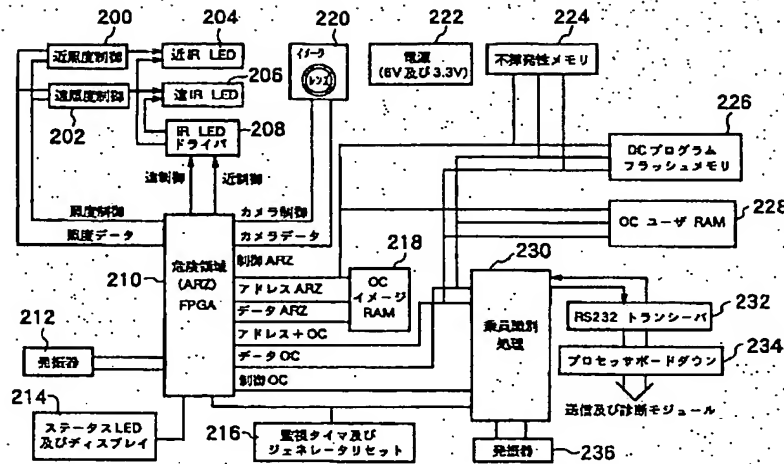 200
204
220
222
224
近照度制御
近IR LED
イメージャ
レンズ
電源
(6V及び3.3V)
不揮発性メモリ
206
遠照度制御
遠IR LED
202
208
IR LED
ドライバ
226
DCプログラム
フラッシュメモリ
遠制御
近制御
228
OC ユーザ RAM
照度制御
照度データ
カメラ制御
カメラデータ
制御 ARZ
アドレス ARZ
データ ARZ
アドレス+OC
データ OC
制御 OC
210
危険領域
(ARZ)
FPGA
218
OC
イメージ
RAM
230
乗員識別
処理
232
RS232 トランシーバ
234
プロセッサボードダウン
送信及び診断モジュール
212
発振器
214
ステータスLED
及びディスプレイ
216
監視タイマ及び
ジェネレータリセット
発振器
236